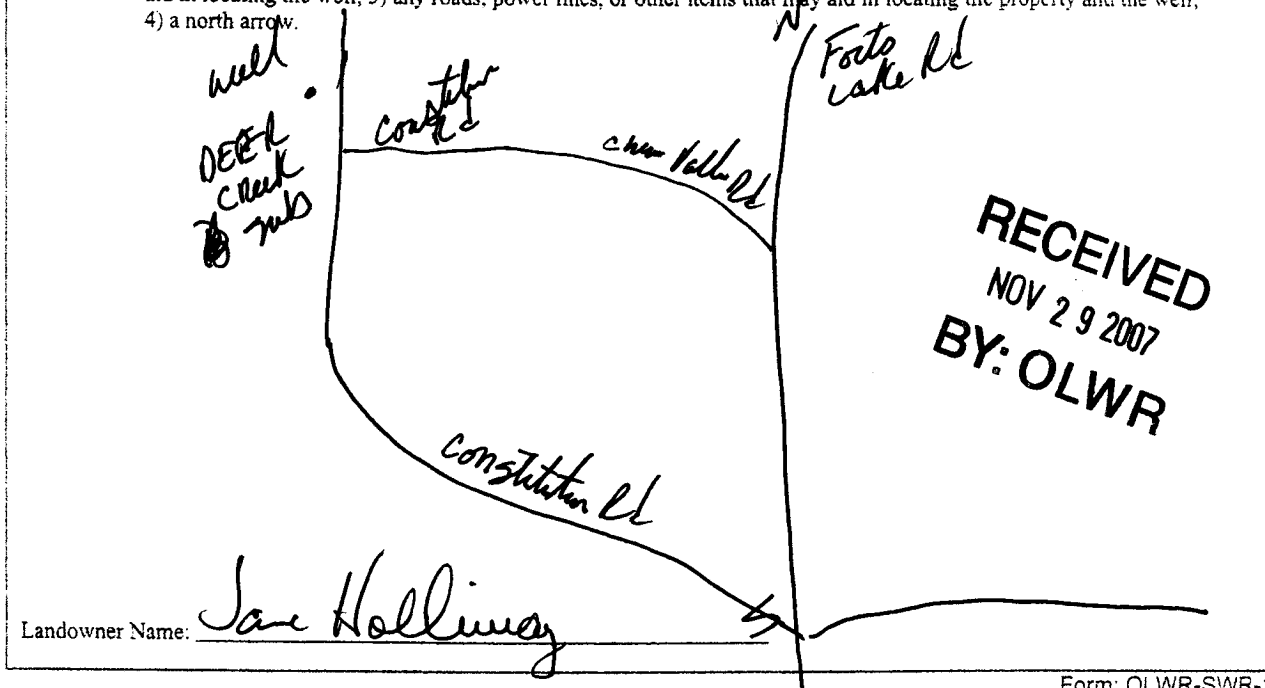 aid in locating the well, 3) any roads, power lines, or other items that may aid in locating the property and the well,
4) a north arrow.
N
Forts
Lake Rd
well
DEER
Creek
sub
Rd
Rd
RECEIVED
NOV 29 2007
BY: OLWR
Constitution Rd
S
Landowner Name: Jane Holliway
Form: OLWR-SWR-